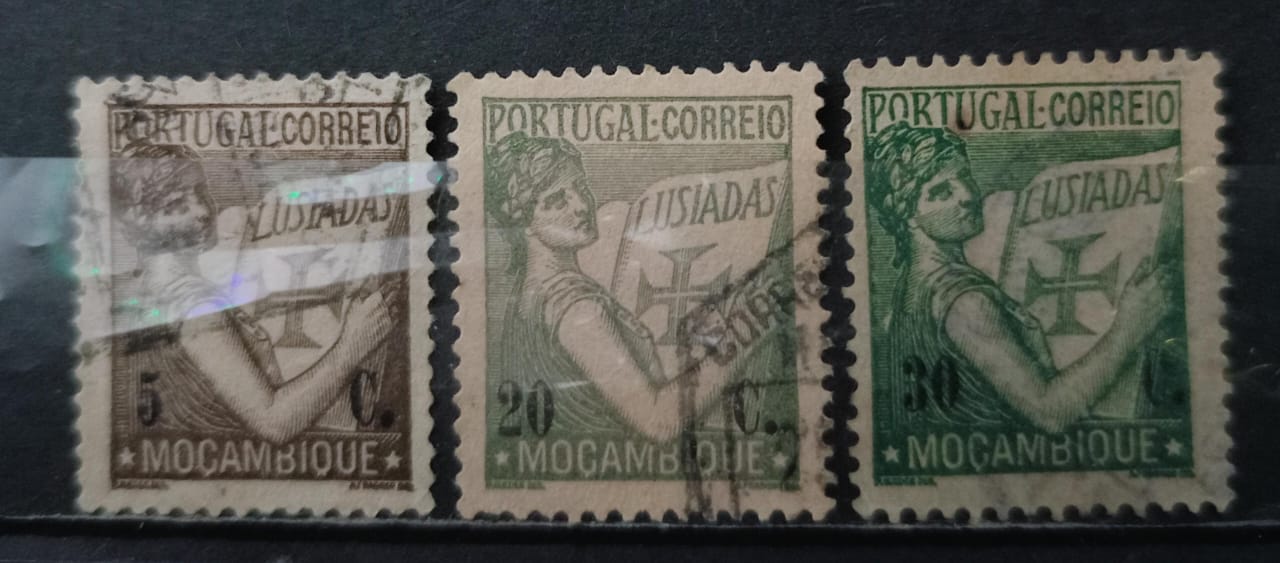 PORTUGAL·CORREIO
LUSIADAS
5 C.
★MOÇAMBIQUE★
PORTUGAL·CORREIO
LUSIADAS
20 C.
★MOÇAMBIQUE★
PORTUGAL·CORREIO
LUSIADAS
30 C.
★MOÇAMBIQUE★